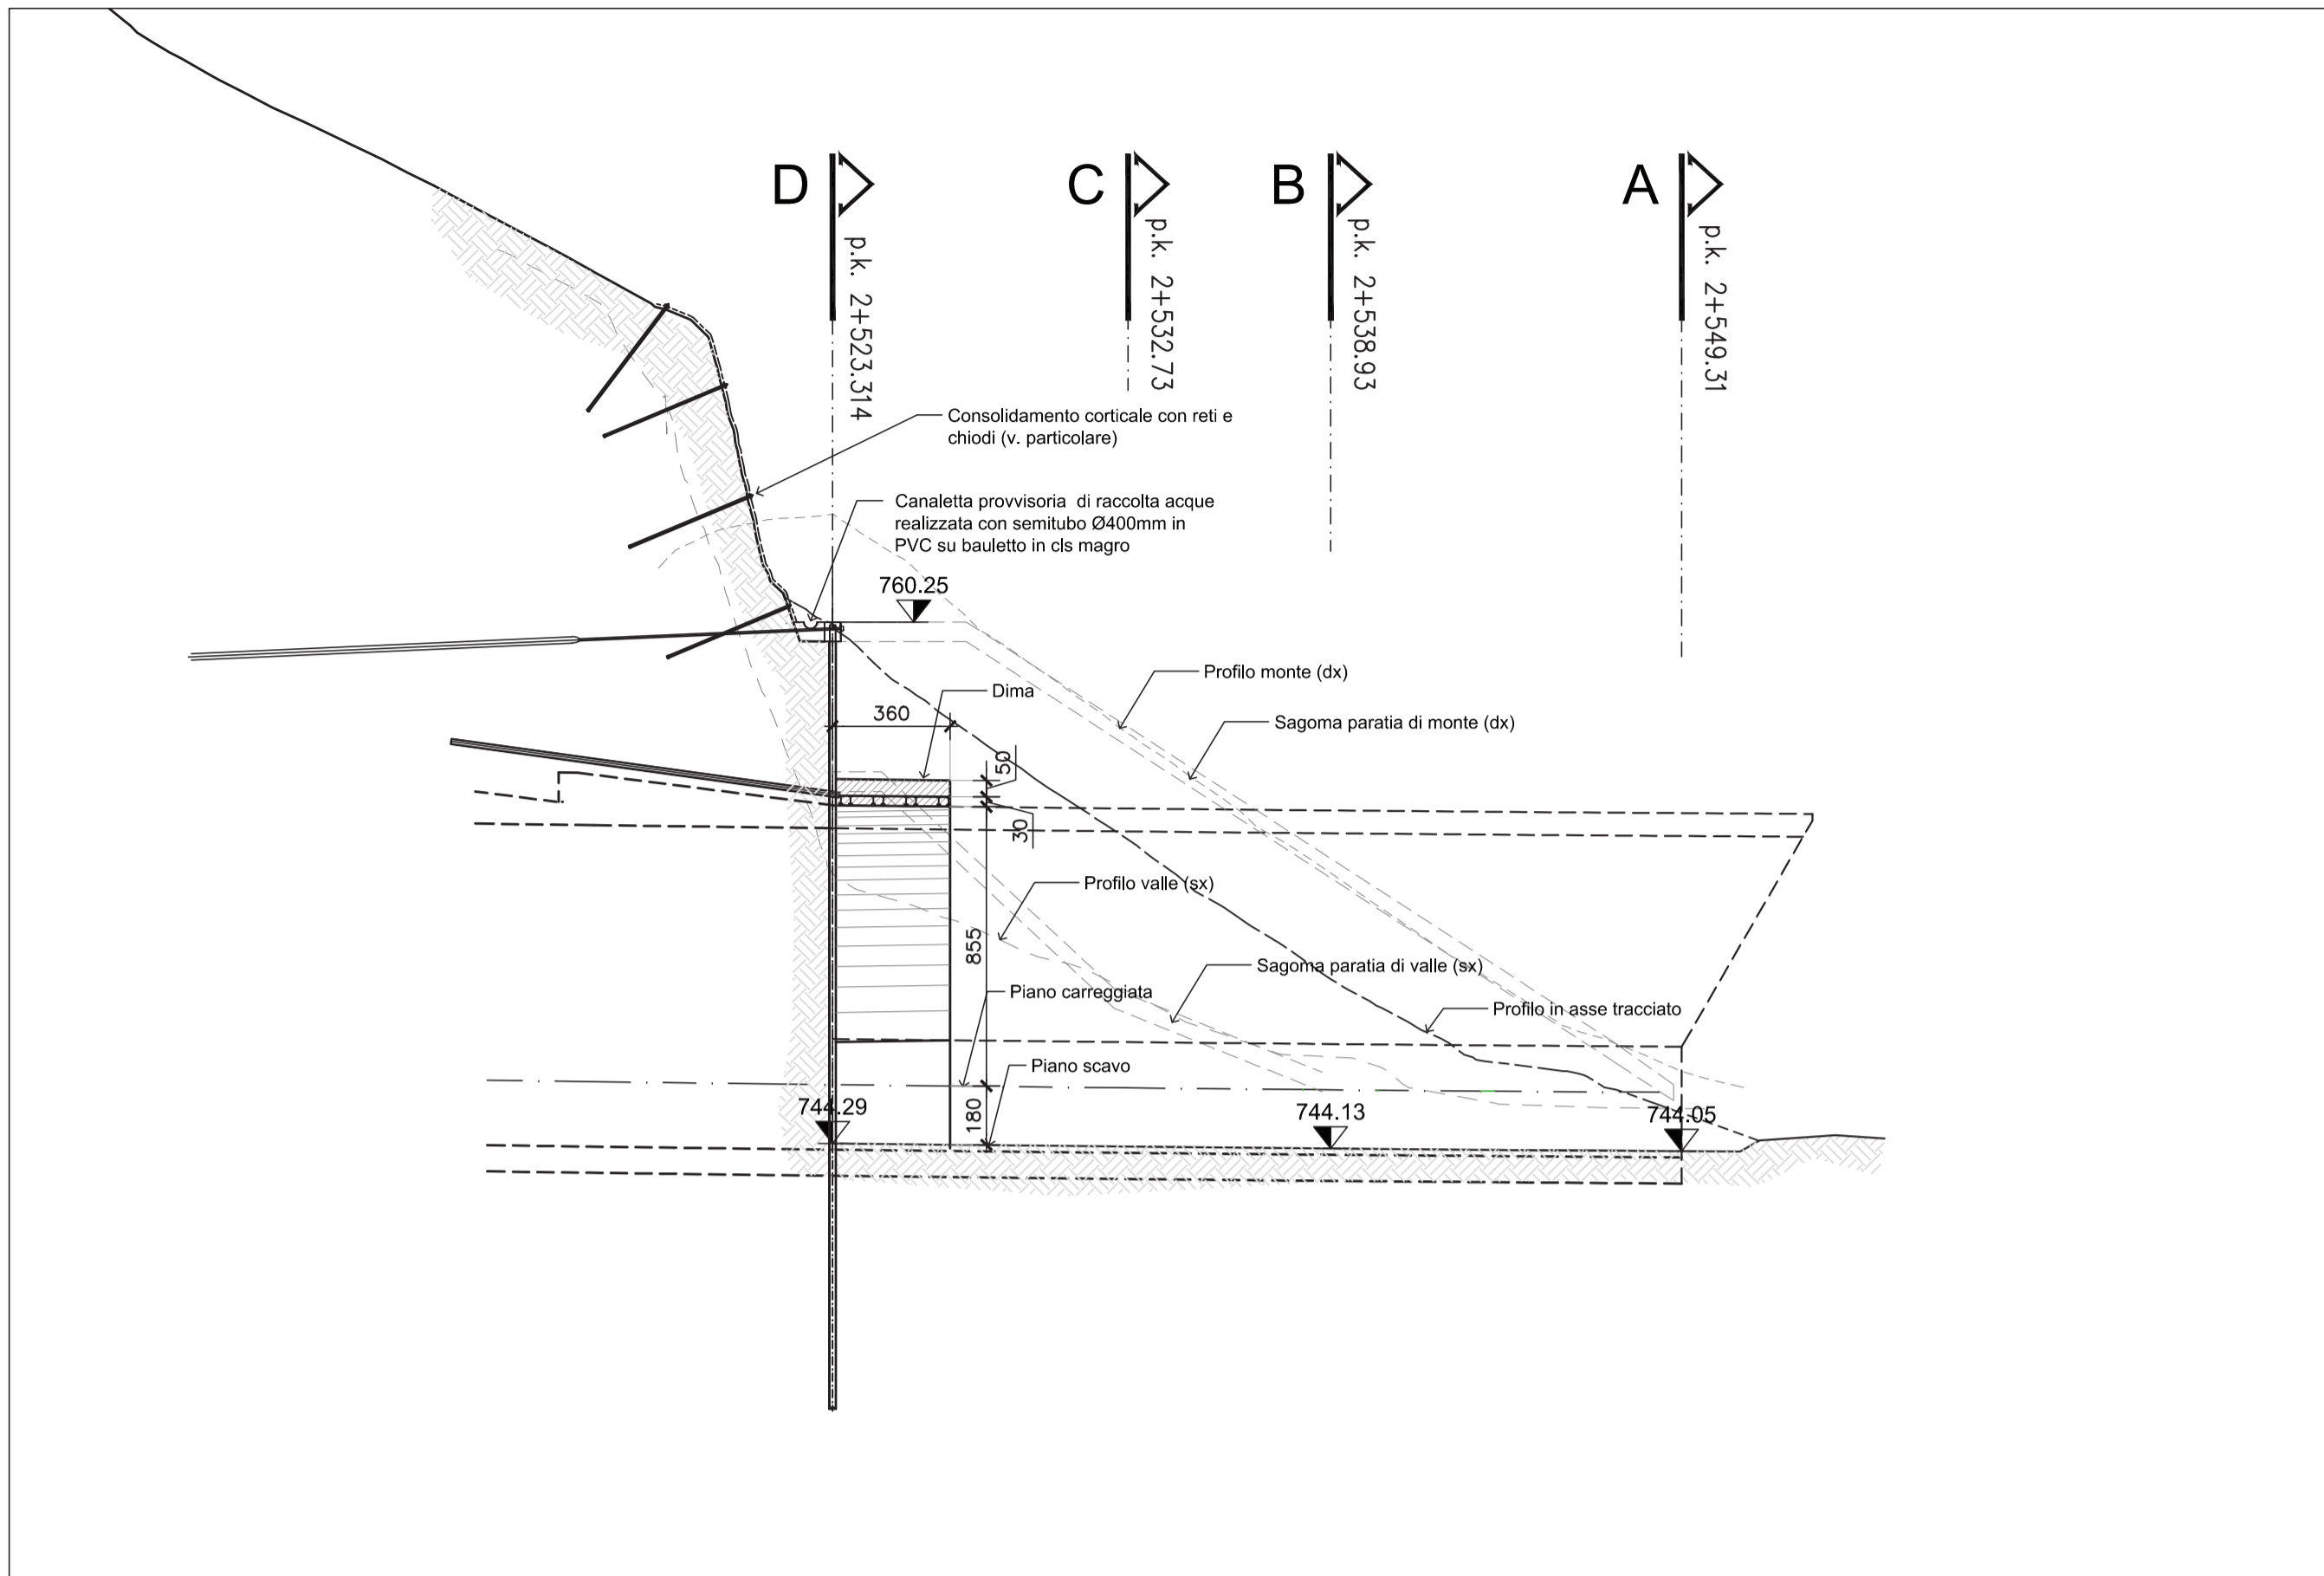 D
C
B
A
p.k. 2+523.314
p.k. 2+532.73
p.k. 2+538.93
p.k. 2+549.31
Consolidamento corticale con reti e
chiodi (v. particolare)
Canaletta provvisoria di raccolta acque
realizzata con semitubo Ø400mm in
PVC su bauletto in cls magro
760.25
Profilo monte (dx)
Dima
360
Sagoma paratia di monte (dx)
50
30
Profilo valle (sx)
855
Sagoma paratia di valle (sx)
Piano carreggiata
Profilo in asse tracciato
Piano scavo
744.29
180
744.13
744.05